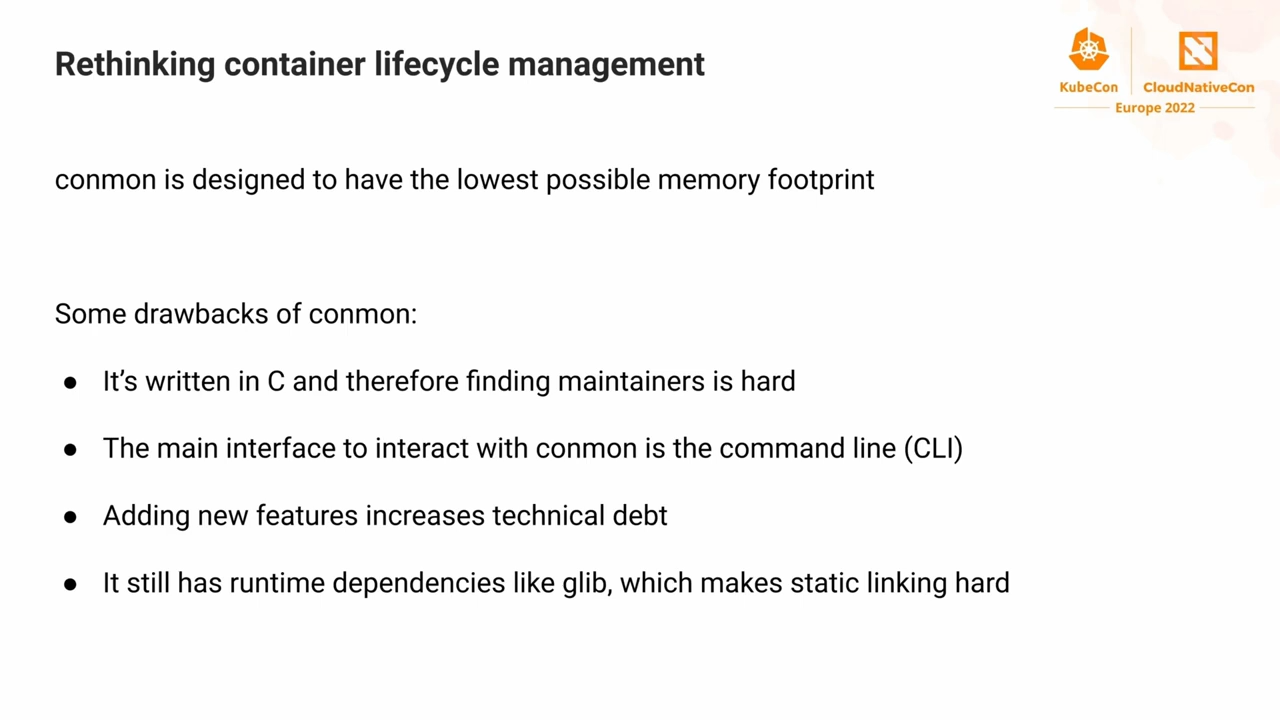 Rethinking container lifecycle management
KubeCon
CloudNativeCon
Europe 2022
conmon is designed to have the lowest possible memory footprint
Some drawbacks of conmon:
● It’s written in C and therefore finding maintainers is hard
● The main interface to interact with conmon is the command line (CLI)
● Adding new features increases technical debt
● It still has runtime dependencies like glib, which makes static linking hard